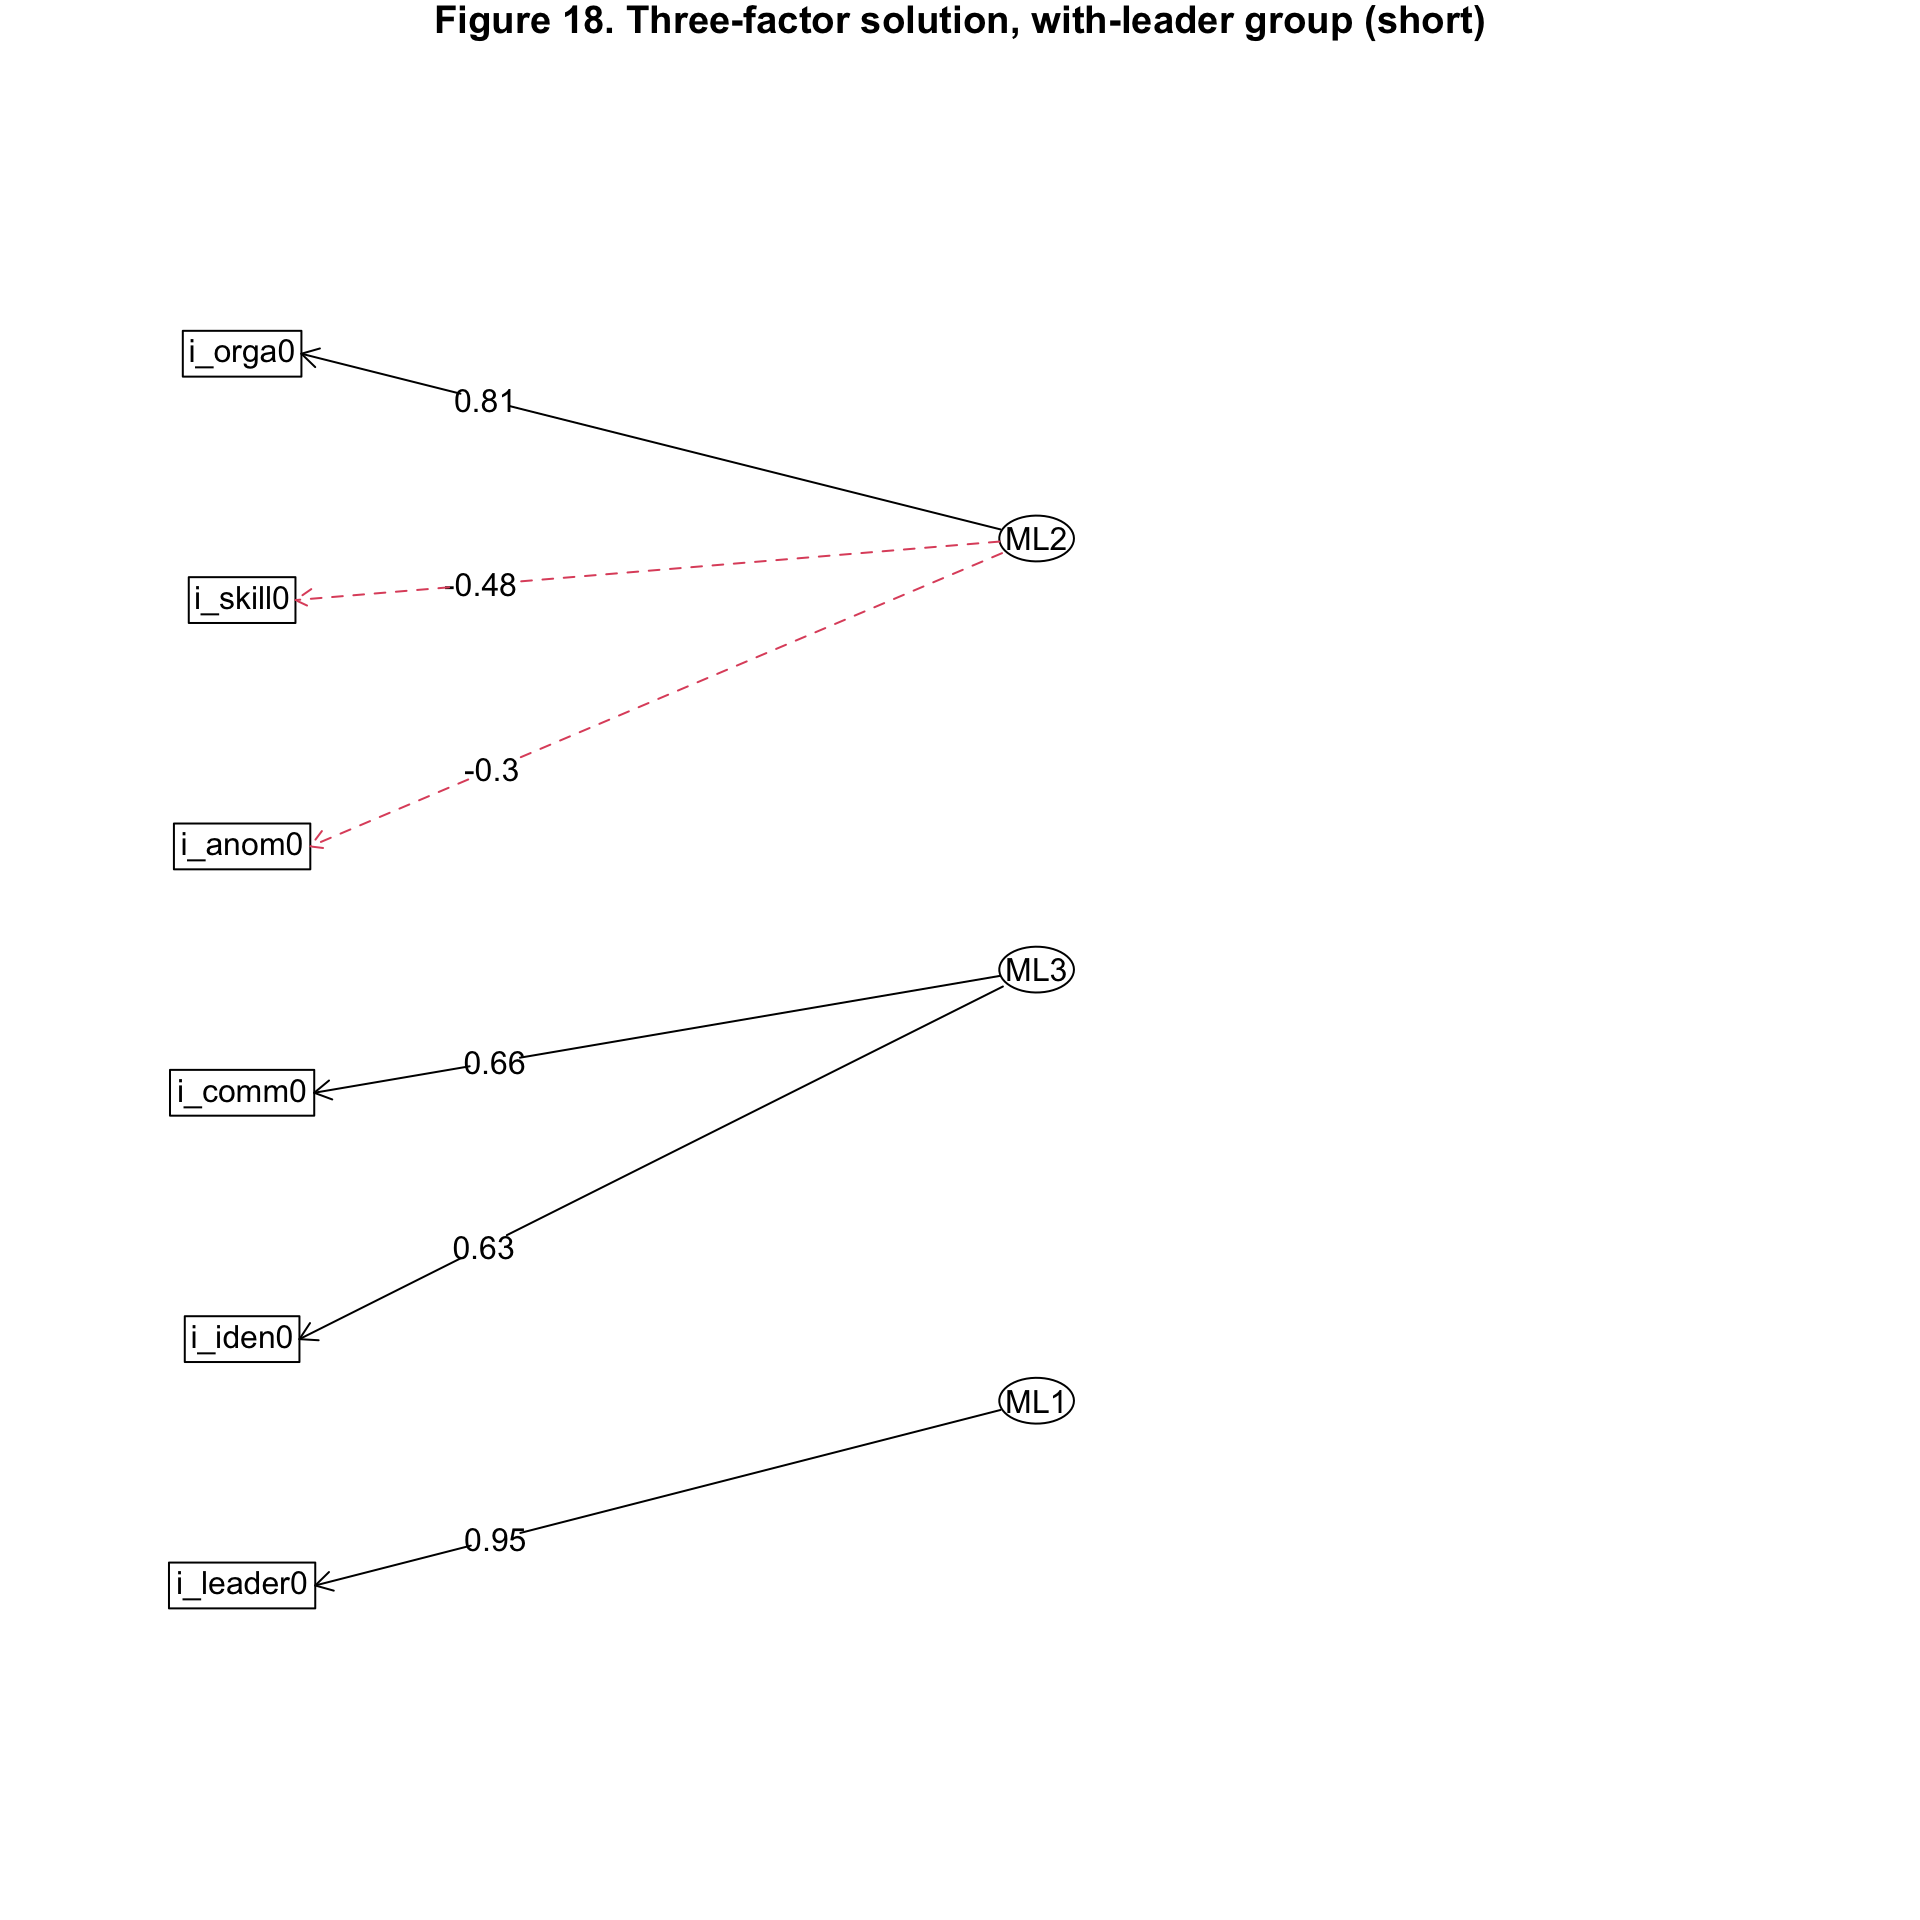 Figure 18. Three-factor solution, with-leader group (short)
i_orga0
0.81
ML2
i_skill0
-0.48
-0.3
i_anom0
ML3
0.66
i_comm0
0.63
i_iden0
ML1
0.95
i_leader0